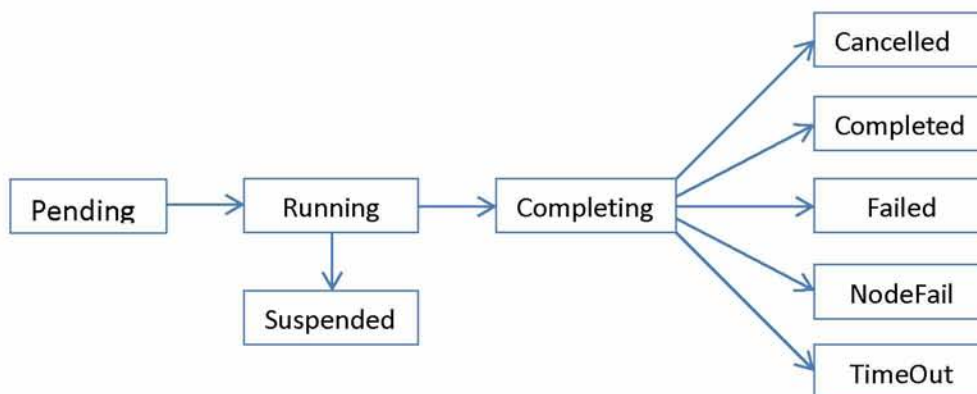 Cancelled
Completed
Pending
Running
Completing
Failed
Suspended
NodeFail
TimeOut